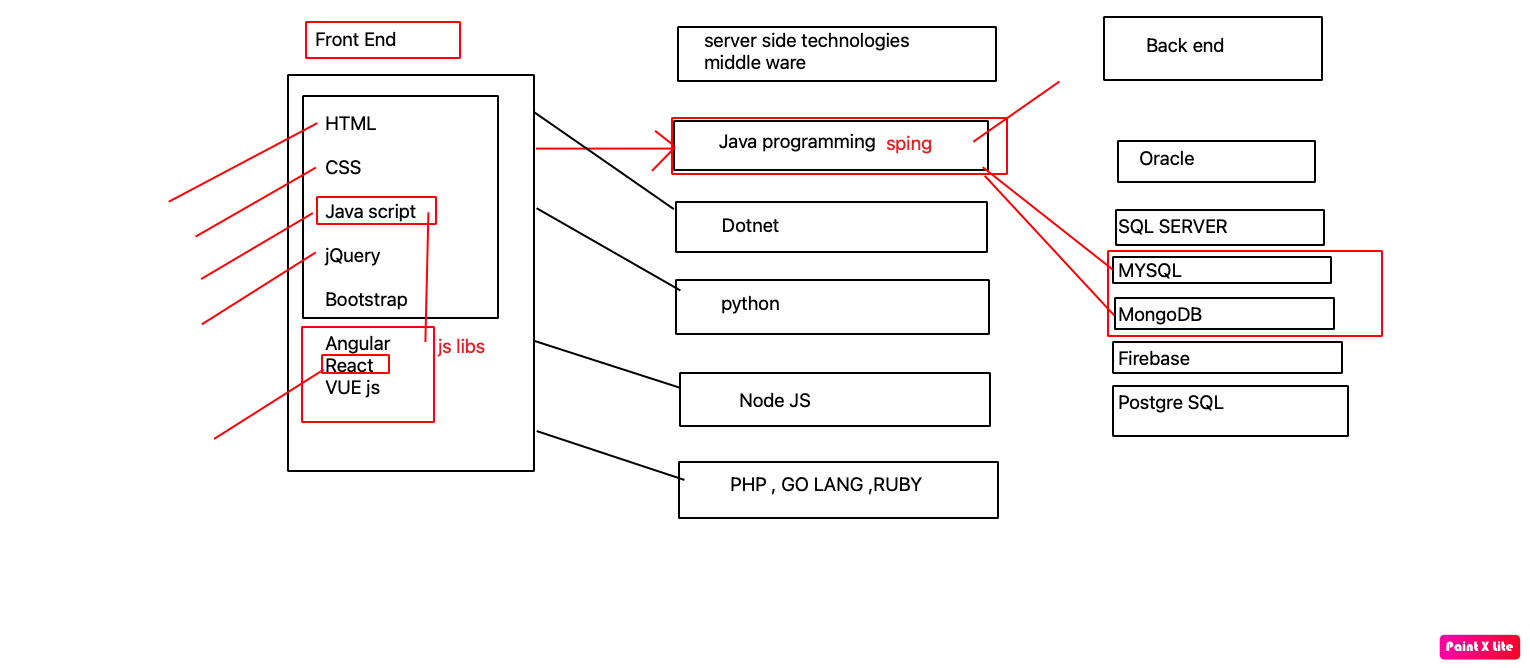 Front End
HTML
CSS
Java script
jQuery
Bootstrap
Angular
React
VUE js
js libs
server side technologies
middle ware
Java programming sping
Dotnet
python
Node JS
PHP , GO LANG ,RUBY
Back end
Oracle
SQL SERVER
MYSQL
MongoDB
Firebase
Postgre SQL
Paint X Lite